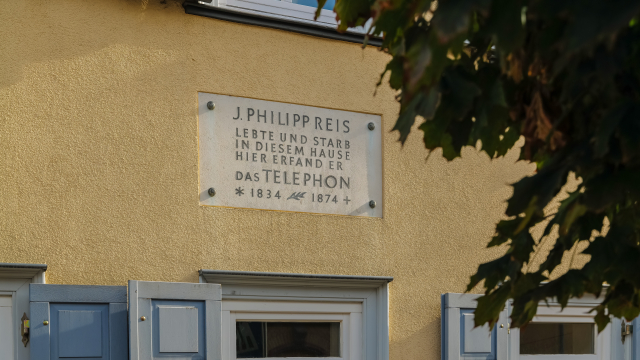 J. PHILIPP REIS
LEBTE UND STARB
IN DIESEM HAUSE
HIER ERFAND ER
DAS TELEPHON
* 1834 1874 +